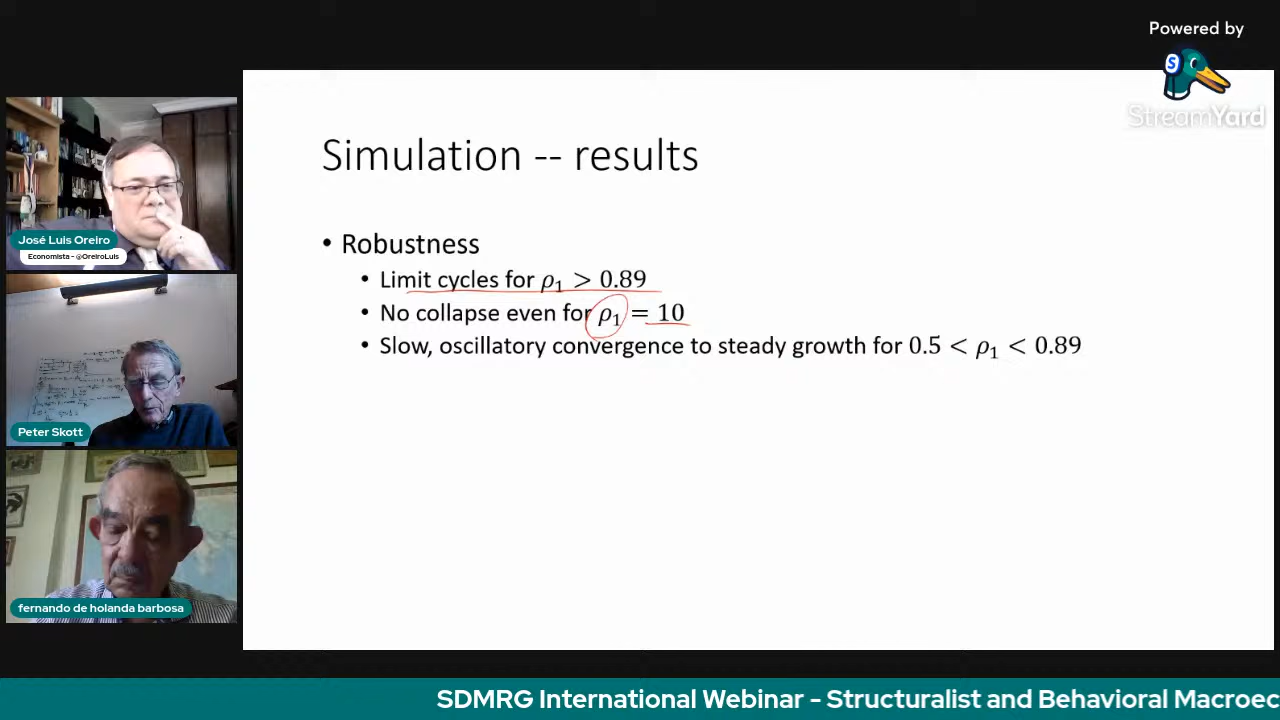 Powered by
StreamYard
Simulation -- results
• Robustness
• Limit cycles for ρ₁ > 0.89
• No collapse even for ρ₁ = 10
• Slow, oscillatory convergence to steady growth for 0.5 < ρ₁ < 0.89
José Luis Oreiro
Economista - @OreiroLuis
Peter Skott
fernando de holanda barbosa
SDMRG International Webinar - Structuralist and Behavioral Macroec